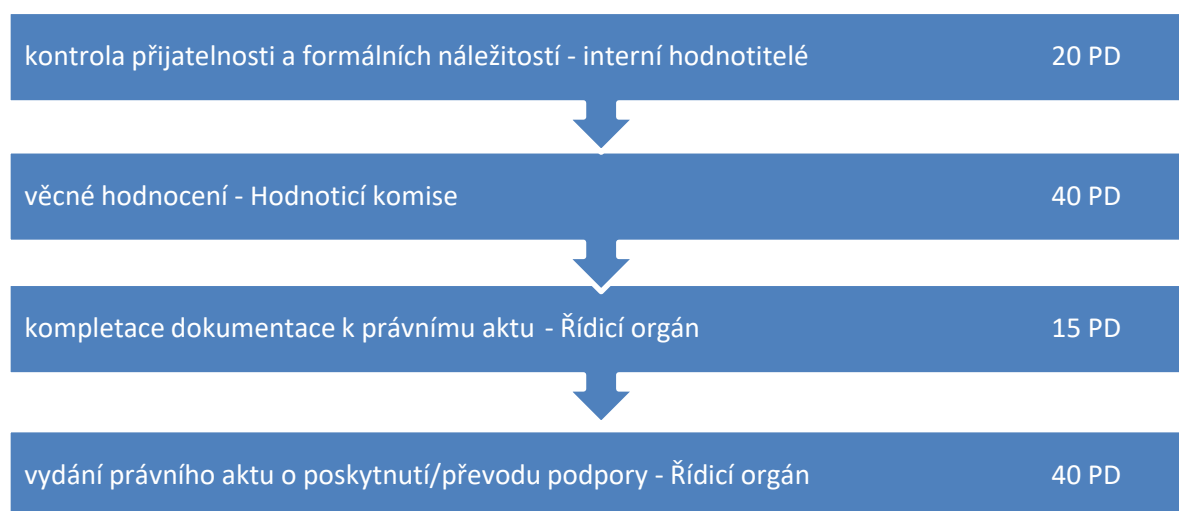 kontrola přijatelnosti a formálních náležitostí - interní hodnotitelé 20 PD
věcné hodnocení - Hodnoticí komise 40 PD
kompletace dokumentace k právnímu aktu - Řídicí orgán 15 PD
vydání právního aktu o poskytnutí/převodu podpory - Řídicí orgán 40 PD